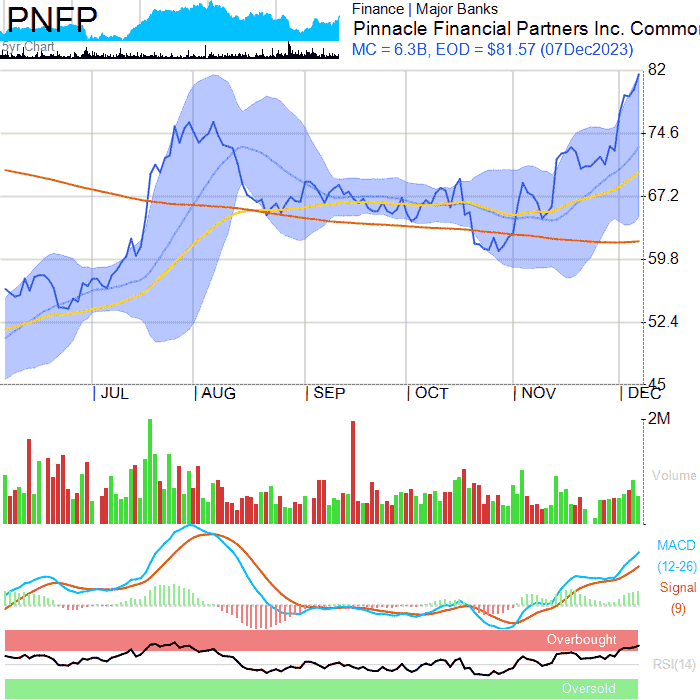 PNFP
5yr Chart
Finance | Major Banks
Pinnacle Financial Partners Inc. Commo
MC = 6.3B, EOD = $81.57 (07Dec2023)
82
74.6
67.2
59.8
52.4
45
JUL AUG SEP OCT NOV DEC
2M
Volume
MACD
(12-26)
Signal
(9)
Overbought
RSI(14)
Oversold